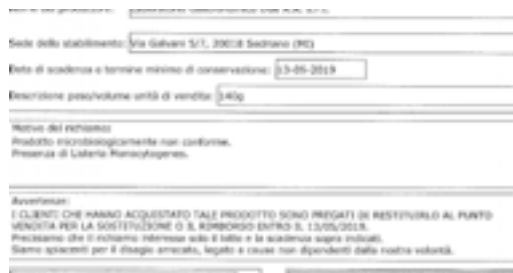 Sede dello stabilimento: Via Galvani 5/7, 20018 Sedriano (MI)
Data di scadenza o termine minimo di conservazione: 13-05-2019
Descrizione peso/volume unità di vendita: 140g
Motivo del richiamo:
Prodotto microbiologicamente non conforme.
Presenza di Listeria Monocytogenes.
Avvertenze:
I CLIENTI CHE HANNO ACQUISTATO TALE PRODOTTO SONO PREGATI DI RESTITUIRLO AL PUNTO
VENDITA PER LA SOSTITUZIONE O IL RIMBORSO ENTRO IL 13/05/2019.
Precisiamo che il richiamo interessa solo il lotto e la scadenza sopra indicati.
Siamo spiacenti per il disagio arrecato, legato a cause non dipendenti dalla nostra volontà.